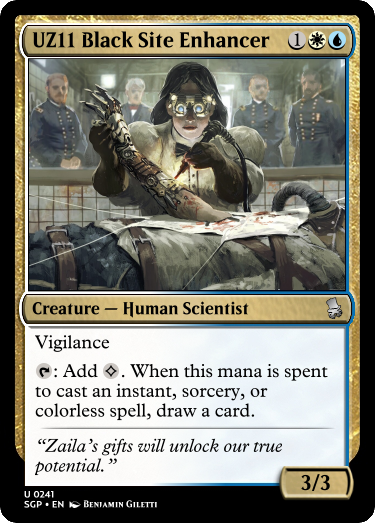 UZ11 Black Site Enhancer 1
Creature — Human Scientist
Vigilance
: Add . When this mana is spent
to cast an instant, sorcery, or
colorless spell, draw a card.
“Zaila’s gifts will unlock our true
potential.”
3/3
U 0241
SGP • EN Benjamin Giletti